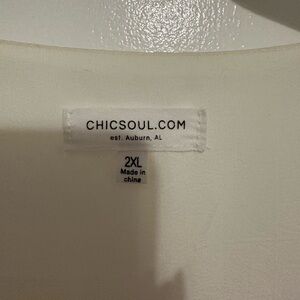 CHICSOUL.COM
est. Auburn, AL
2XL
Made in
china